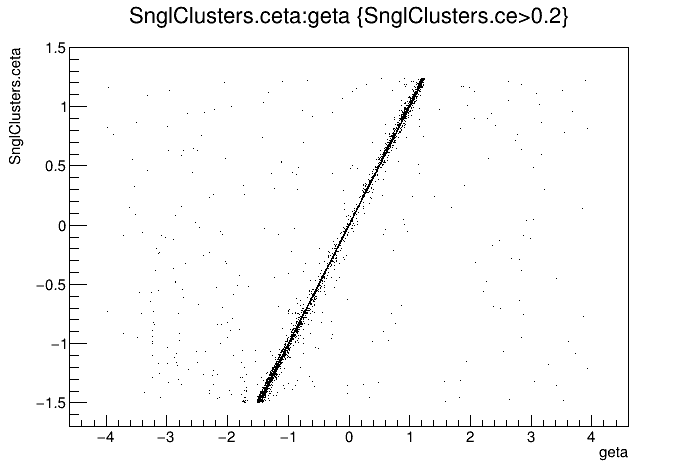 SnglClusters.ceta:geta {SnglClusters.ce>0.2}
SnglClusters.ceta
1.5
1
0.5
0
−0.5
−1
−1.5
−4 −3 −2 −1 0 1 2 3 4
geta